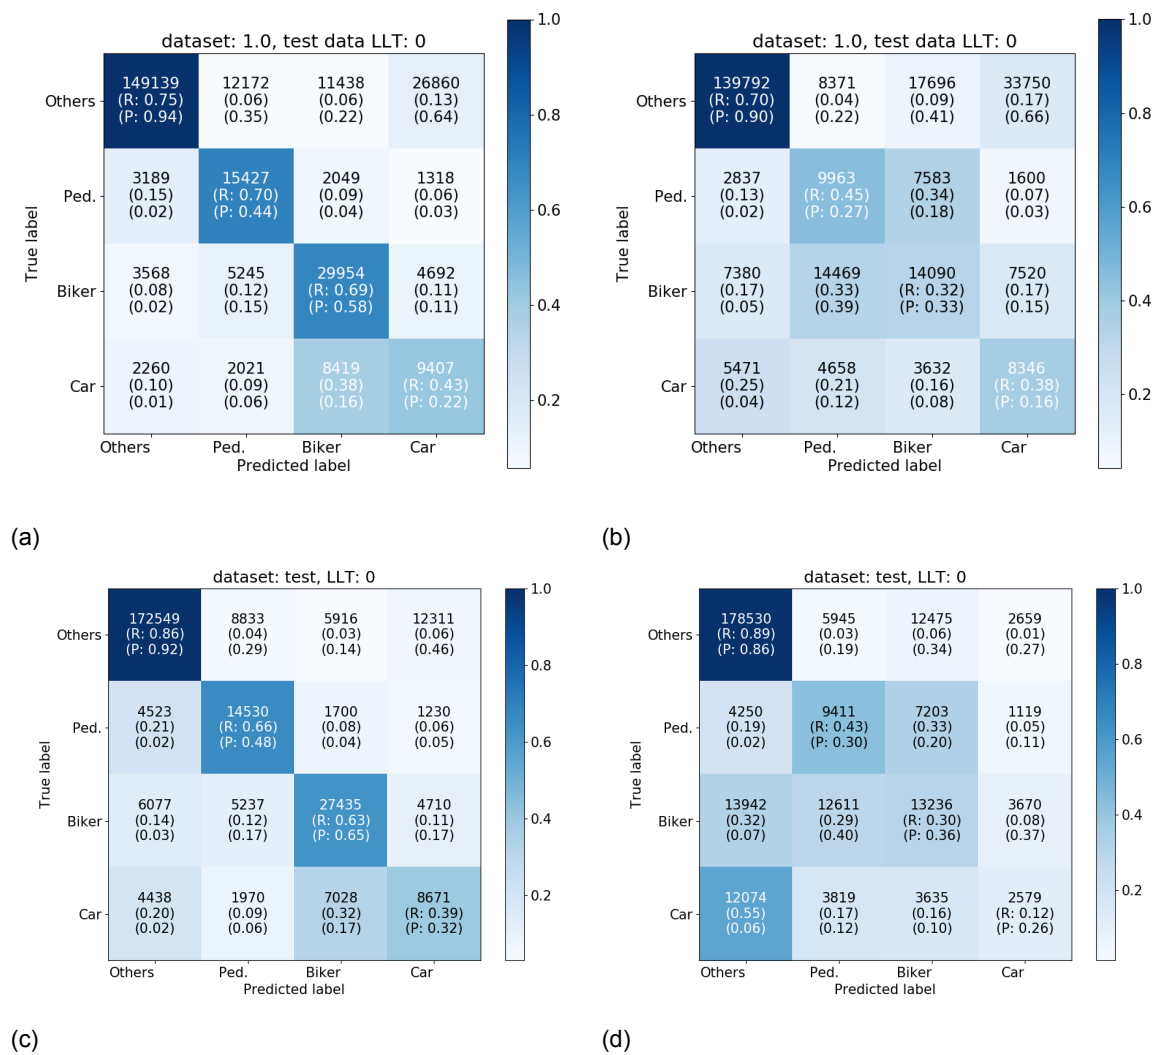 dataset: 1.0, test data LLT: 0
149139 12172 11438 26860
(R: 0.75) (0.06) (0.06) (0.13)
(P: 0.94) (0.35) (0.22) (0.64)
Others
3189 15427 2049 1318
(0.15) (R: 0.70) (0.09) (0.06)
(0.02) (P: 0.44) (0.04) (0.03)
Ped.
3568 5245 29954 4692
(0.08) (0.12) (R: 0.69) (0.11)
(0.02) (0.15) (P: 0.58) (0.11)
Biker
2260 2021 8419 9407
(0.10) (0.09) (0.38) (R: 0.43)
(0.01) (0.06) (0.16) (P: 0.22)
Car
Others Ped. Biker Car
Predicted label
True label
1.0
0.8
0.6
0.4
0.2
(a)
dataset: 1.0, test data LLT: 0
139792 8371 17696 33750
(R: 0.70) (0.04) (0.09) (0.17)
(P: 0.90) (0.22) (0.41) (0.66)
Others
2837 9963 7583 1600
(0.13) (R: 0.45) (0.34) (0.07)
(0.02) (P: 0.27) (0.18) (0.03)
Ped.
7380 14469 14090 7520
(0.17) (0.33) (R: 0.32) (0.17)
(0.05) (0.39) (P: 0.33) (0.15)
Biker
5471 4658 3632 8346
(0.25) (0.21) (0.16) (R: 0.38)
(0.04) (0.12) (0.08) (P: 0.16)
Car
Others Ped. Biker Car
Predicted label
True label
1.0
0.8
0.6
0.4
0.2
(b)
dataset: test, LLT: 0
172549 8833 5916 12311
(R: 0.86) (0.04) (0.03) (0.06)
(P: 0.92) (0.29) (0.14) (0.46)
Others
4523 14530 1700 1230
(0.21) (R: 0.66) (0.08) (0.06)
(0.02) (P: 0.48) (0.04) (0.05)
Ped.
6077 5237 27435 4710
(0.14) (0.12) (R: 0.63) (0.11)
(0.03) (0.17) (P: 0.65) (0.17)
Biker
4438 1970 7028 8671
(0.20) (0.09) (0.32) (R: 0.39)
(0.02) (0.06) (0.17) (P: 0.32)
Car
Others Ped. Biker Car
Predicted label
True label
1.0
0.8
0.6
0.4
0.2
(c)
dataset: test, LLT: 0
178530 5945 12475 2659
(R: 0.89) (0.03) (0.06) (0.01)
(P: 0.86) (0.19) (0.34) (0.27)
Others
4250 9411 7203 1119
(0.19) (R: 0.43) (0.33) (0.05)
(0.02) (P: 0.30) (0.20) (0.11)
Ped.
13942 12611 13236 3670
(0.32) (0.29) (R: 0.30) (0.08)
(0.07) (0.40) (P: 0.36) (0.37)
Biker
12074 3819 3635 2579
(0.55) (0.17) (0.16) (R: 0.12)
(0.06) (0.12) (0.10) (P: 0.26)
Car
Others Ped. Biker Car
Predicted label
True label
1.0
0.8
0.6
0.4
0.2
(d)